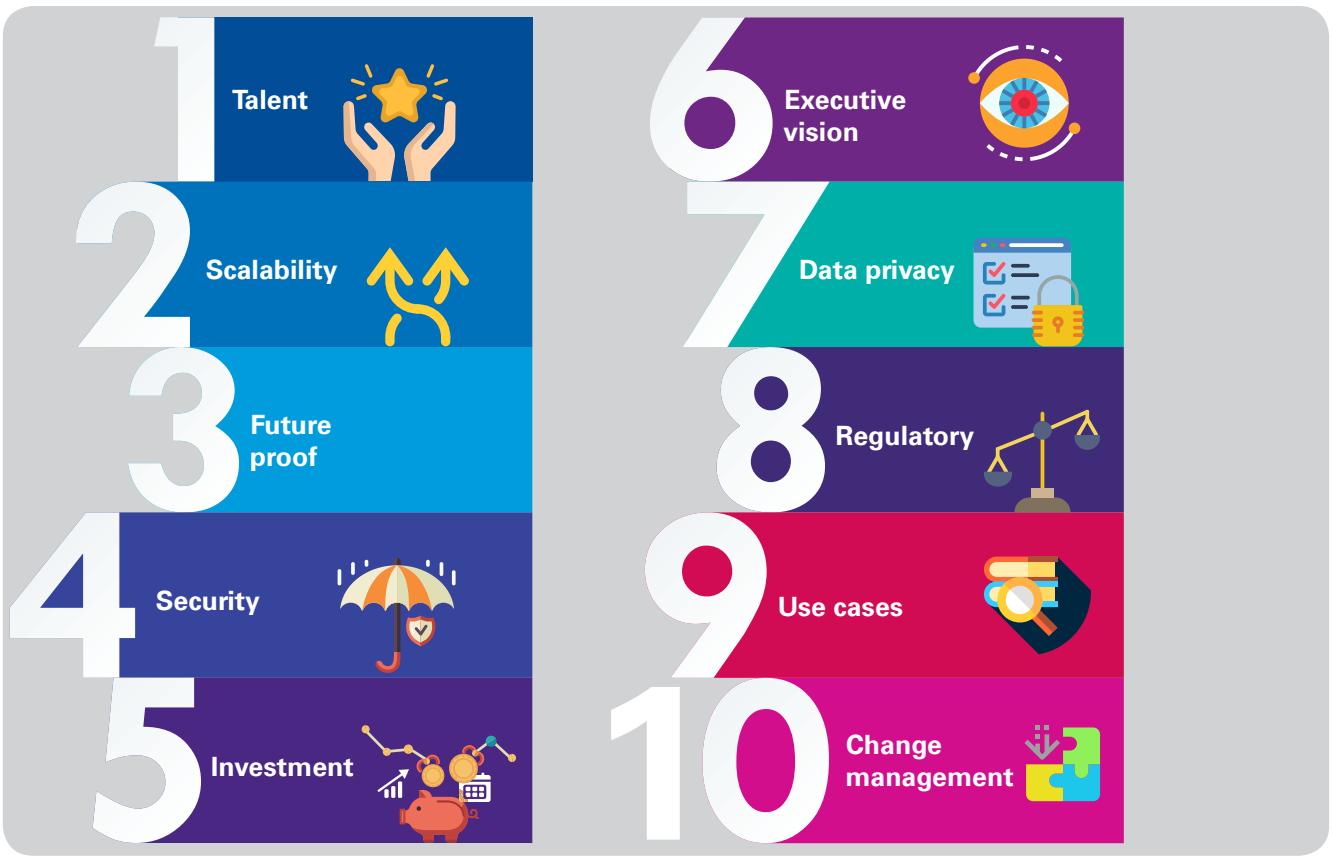 1
Talent
2
Scalability
3
Future
proof
4
Security
5
Investment
6
Executive
vision
7
Data privacy
8
Regulatory
9
Use cases
10
Change
management